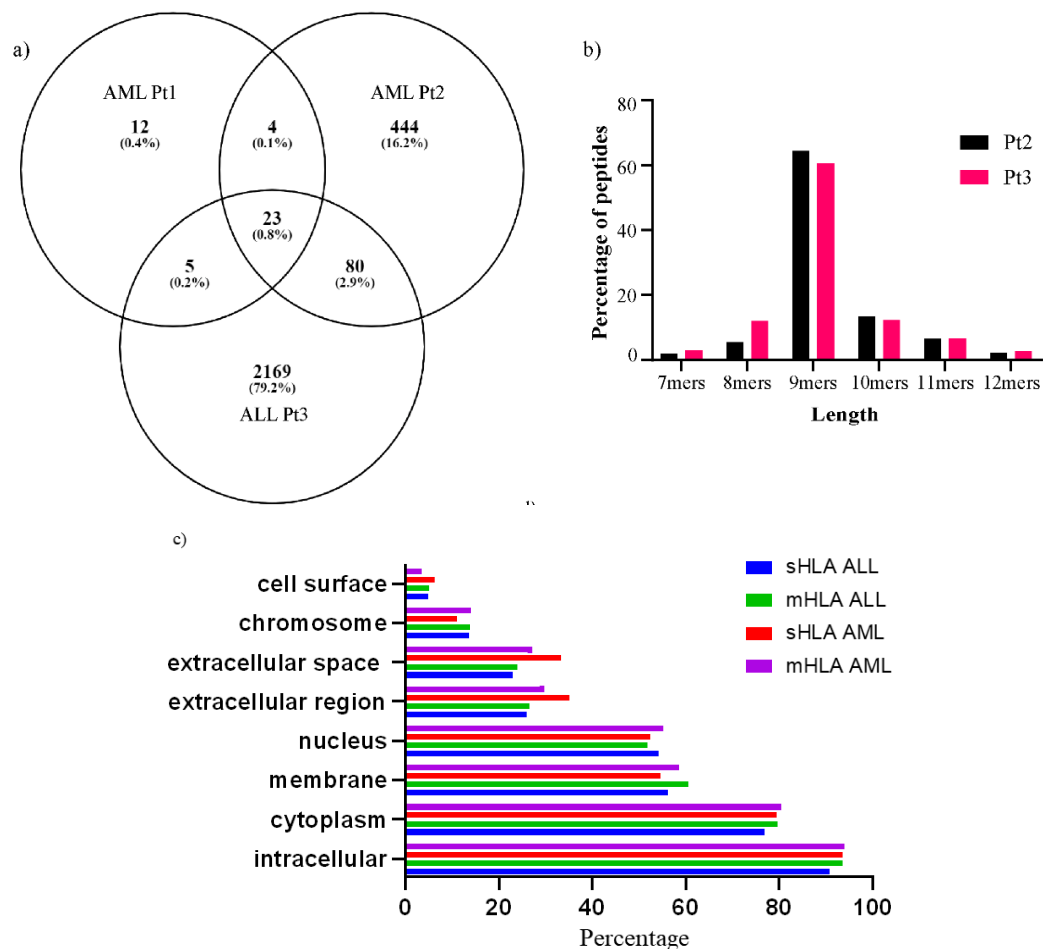 a)
AML Pt1
12
(0.4%)
4
(0.1%)
AML Pt2
444
(16.2%)
23
(0.8%)
5
(0.2%)
80
(2.9%)
2169
(79.2%)
ALL Pt3
b)
Percentage of peptides
80
60
40
20
0
7mers 8mers 9mers 10mers 11mers 12mers
Length
Pt2
Pt3
c)
cell surface
chromosome
extracellular space
extracellular region
nucleus
membrane
cytoplasm
intracellular
0 20 40 60 80 100
Percentage
sHLA ALL
mHLA ALL
sHLA AML
mHLA AML